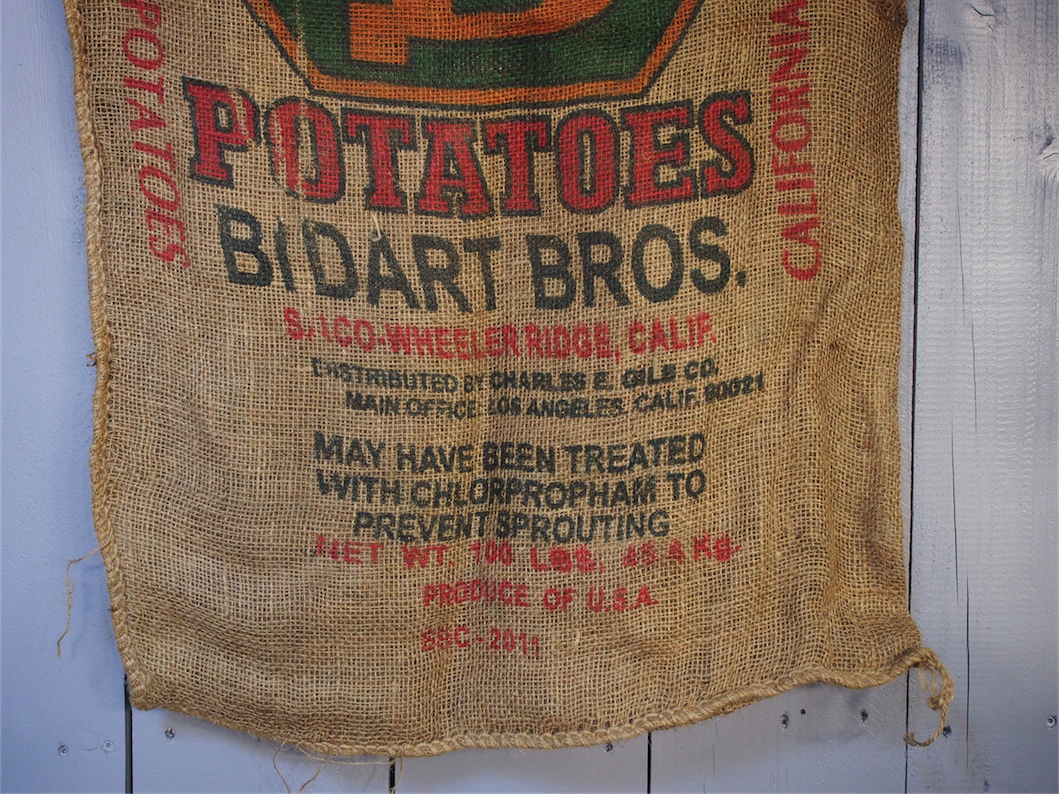 POTATOES
CALIFORNIA
POTATOES
BIDART BROS.
WHEELER RIDGE, CALIF.
DISTRIBUTED BY CHARLES E. GILB CO.
MAIN OFFICE LOS ANGELES, CALIF. 90021
MAY HAVE BEEN TREATED
WITH CHLORPROPHAM TO
PREVENT SPROUTING
NET WT. 100 LBS. 45.4 Kg.
PRODUCE OF U.S.A.
2011